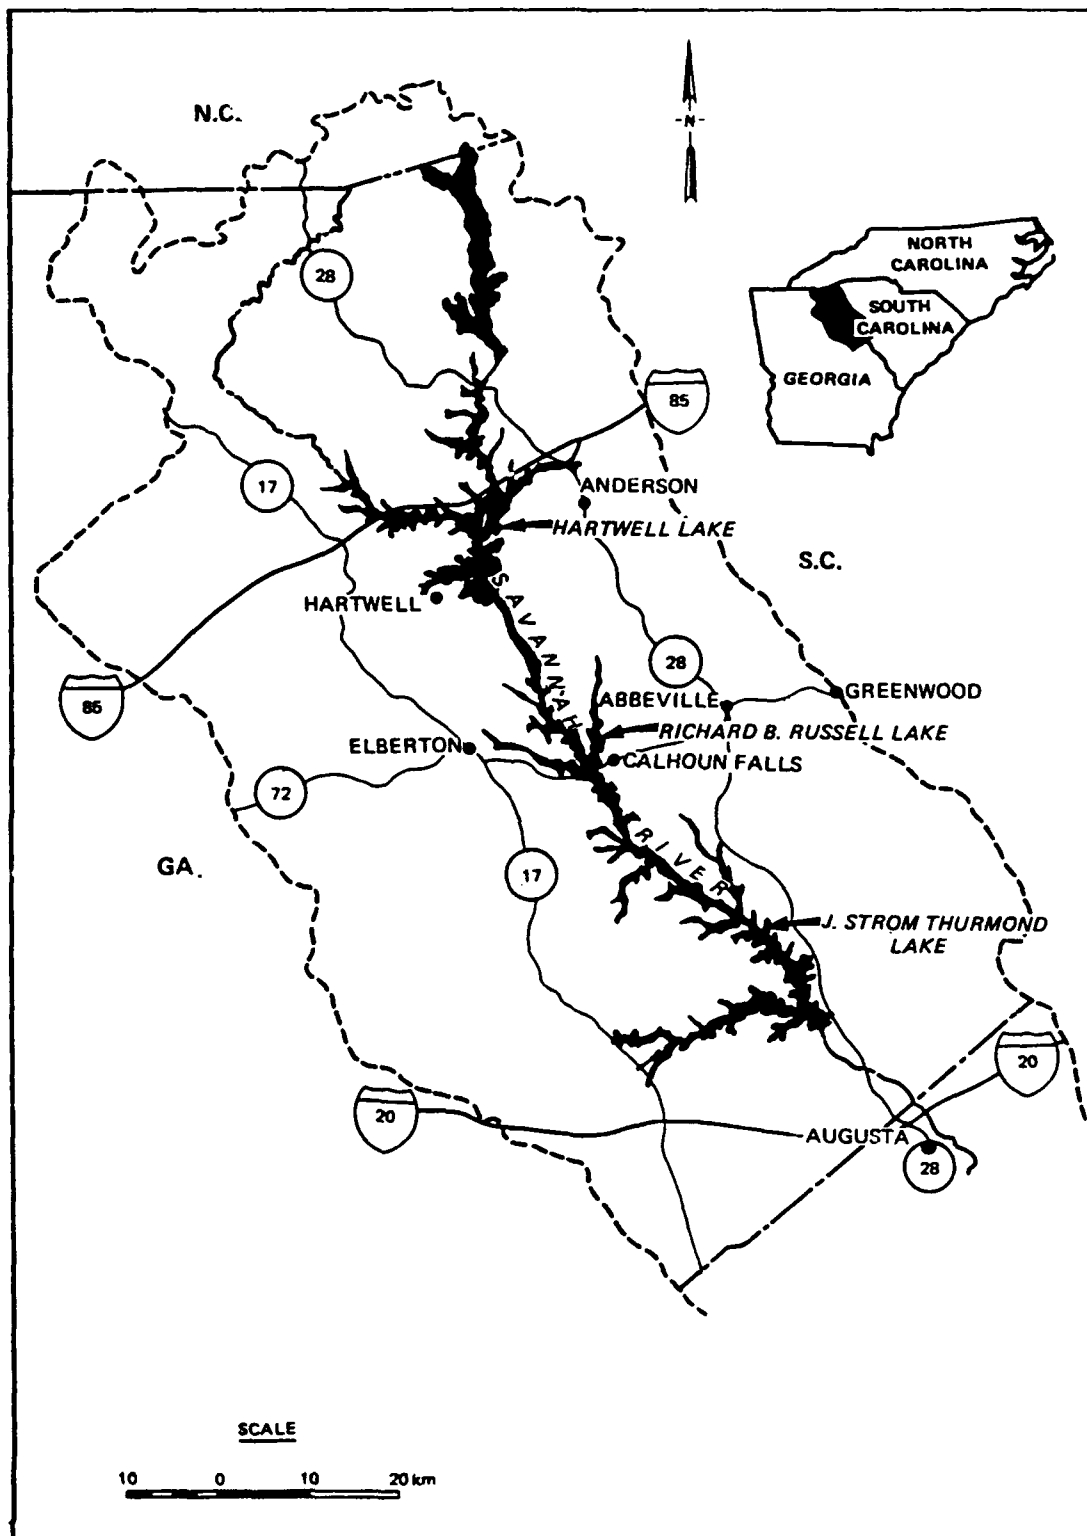 N.C.
-N-
28
NORTH
CAROLINA
SOUTH
CAROLINA
GEORGIA
85
17
ANDERSON
HARTWELL LAKE
S.C.
HARTWELL
SAVANNAH
28
85
ABBEVILLE
GREENWOOD
RICHARD B. RUSSELL LAKE
ELBERTON
CALHOUN FALLS
72
RIVER
GA.
17
J. STROM THURMOND
LAKE
20
20
AUGUSTA
28
SCALE
10 0 10 20 km